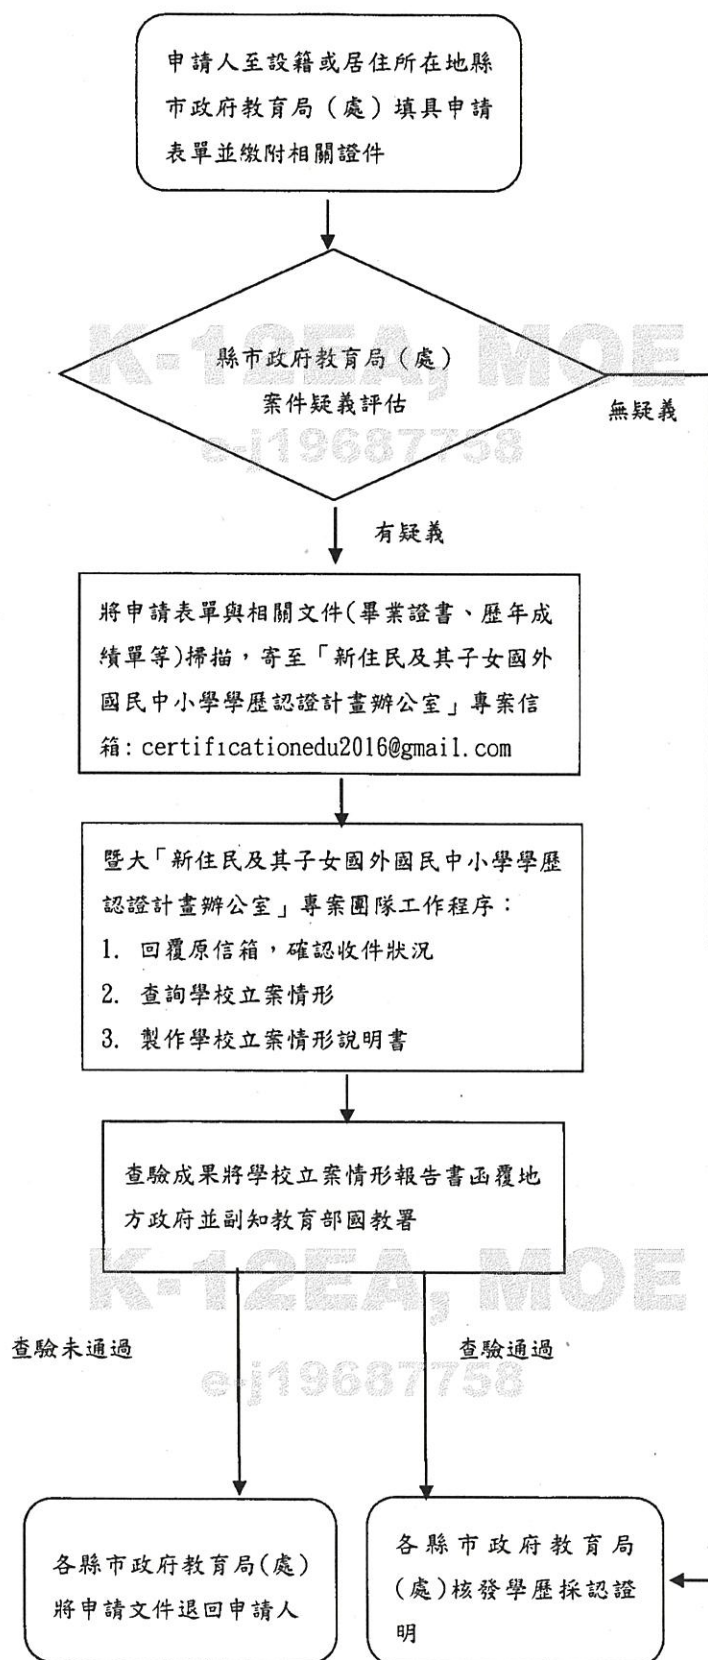 申請人至設籍或居住所在地縣
市政府教育局（處）填具申請
表單並繳附相關證件
K-12EA, MOE
縣市政府教育局（處）
案件疑義評估
無疑義
e-j19687758
有疑義
將申請表單與相關文件(畢業證書、歷年成
績單等)掃描，寄至「新住民及其子女國外
國民中小學學歷認證計畫辦公室」專案信
箱：certificationedu2016@gmail.com
暨大「新住民及其子女國外國民中小學學歷
認證計畫辦公室」專案團隊工作程序：
1. 回覆原信箱，確認收件狀況
2. 查詢學校立案情形
3. 製作學校立案情形說明書
查驗成果將學校立案情形報告書函覆地
方政府並副知教育部國教署
K-12EA, MOE
查驗未通過
查驗通過
e-j19687758
各縣市政府教育局(處)
將申請文件退回申請人
各縣市政府教育局
(處)核發學歷採認證
明